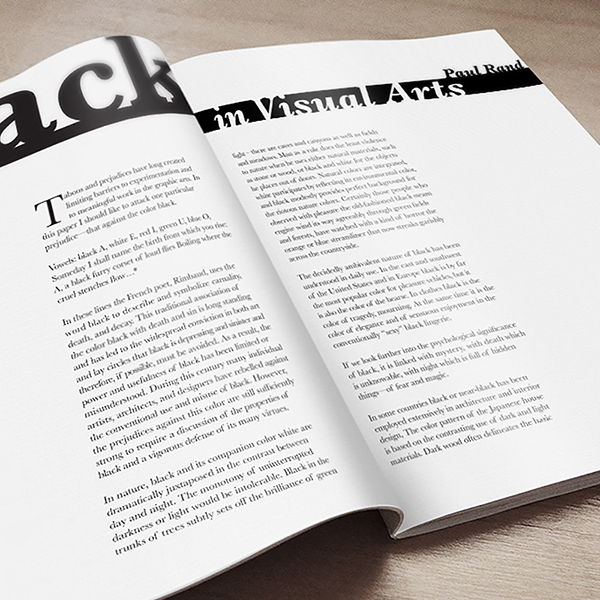 ack
in Visual Arts
Paul Rand
Taboos and prejudices have long created
limiting barriers to experimentation and
to meaningful work in the graphic arts. In
this paper I should like to attack one particular
prejudice—that against the color black.
Vowels: black A, white E, red I, green U, blue O,
Someday I shall name the birth from which you rise;
A, a black furry corset of loud flies Boiling where the
cruel stenches flow...*
In these lines the French poet, Rimbaud, uses the
word black to describe and symbolize carnality,
death, and decay. This traditional association of
the color black with death and sin is long standing
and has led to the widespread conviction in both art
and lay circles that black is depressing and sinister and
therefore, if possible, must be avoided. As a result, the
power and usefulness of black has been limited or
misunderstood. During this century many individual
artists, architects, and designers have rebelled against
the conventional use and misuse of black. However,
the prejudices against this color are still sufficiently
strong to require a discussion of the properties of
black and a vigorous defense of its many virtues.
In nature, black and its companion color white are
dramatically juxtaposed in the contrast between
day and night. The monotony of uninterrupted
darkness or light would be intolerable. Black in the
trunks of trees subtly sets off the brilliance of green
light—there are caves and canyons as well as fields
and meadows. Man as a rule does the least violence
to nature when he uses either natural materials, such
as stone or wood, or black and white for the objects
he places out of doors. Natural colors are integrated,
white participates by reflecting the environmental color,
and black modestly provides perfect background for
the riotous nature colors. Certainly those people who
observed with pleasure the old-fashioned black steam
engine wind its way agreeably through green fields
and forests, have watched with a kind of horror the
orange or blue streamliner that now streaks garishly
across the countryside.
The decidedly ambivalent nature of black has been
understood in daily use. In the east and southwest
of the United States and in Europe black is by far
the most popular color for pleasure vehicles, but it
is also the color of the hearse. In clothes black is the
color of tragedy, mourning. At the same time it is the
color of elegance and of sensuous enjoyment in the
conventionally "sexy" black lingerie.
If we look further into the psychological significance
of black, it is linked with mystery, with death which
is unknowable, with night which is full of hidden
things—of fear and magic.
In some countries black or near-black has been
employed extensively in architecture and interior
design, The color pattern of the Japanese house
is based on the contrasting use of dark and light
materials. Dark wood often delineates the basic